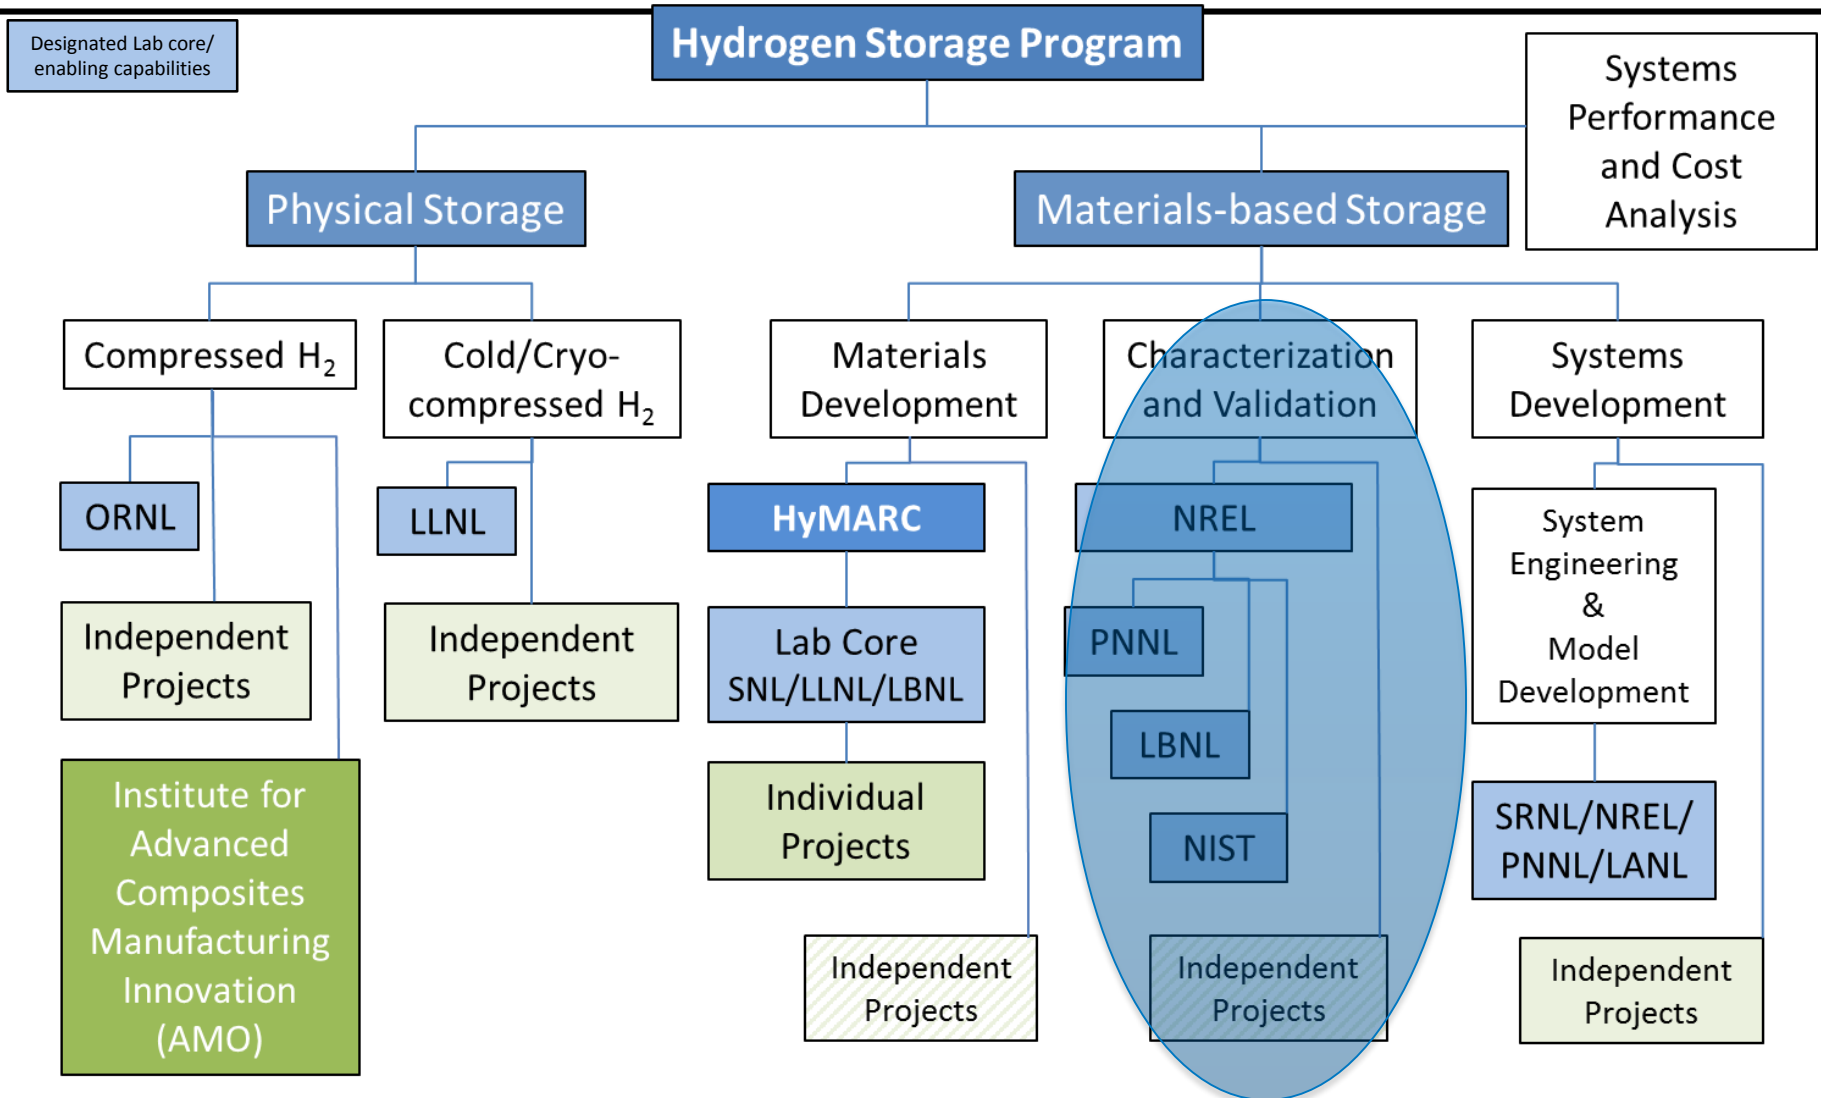 Designated Lab core/
enabling capabilities
Hydrogen Storage Program
Systems
Performance
and Cost
Analysis
Physical Storage
Materials-based Storage
Compressed H₂
Cold/Cryo-
compressed H₂
Materials
Development
Characterization
and Validation
Systems
Development
ORNL
LLNL
HyMARC
NREL
System
Engineering
&
Model
Development
Independent
Projects
Independent
Projects
Lab Core
SNL/LLNL/LBNL
PNNL
LBNL
NIST
Institute for
Advanced
Composites
Manufacturing
Innovation
(AMO)
Individual
Projects
SRNL/NREL/
PNNL/LANL
Independent
Projects
Independent
Projects
Independent
Projects